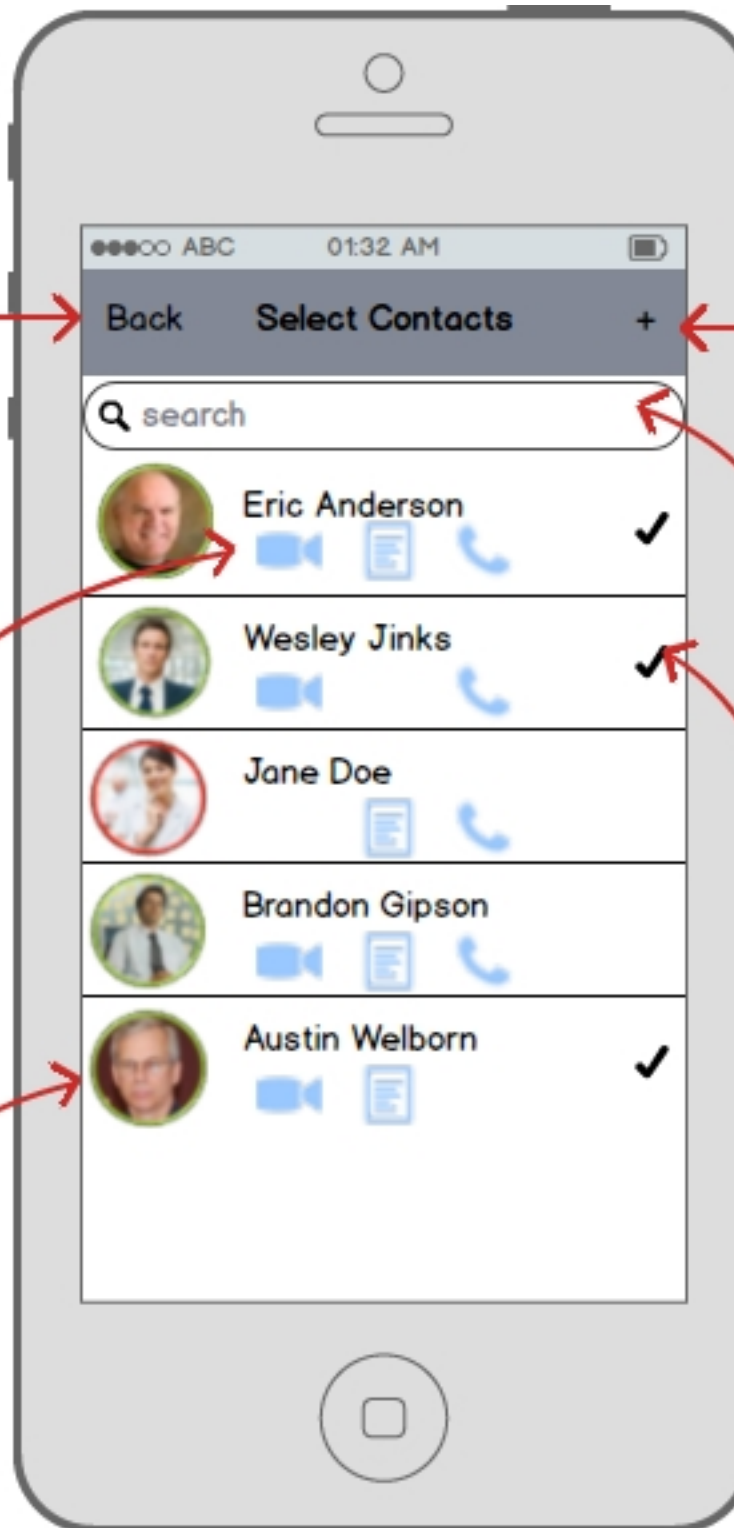 ABC 01:32 AM
Back Select Contacts +
search
Eric Anderson
Wesley Jinks
Jane Doe
Brandon Gipson
Austin Welborn